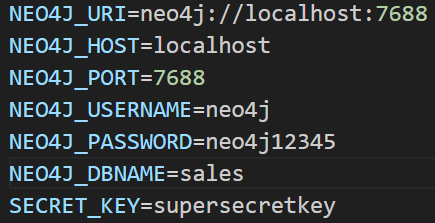 NEO4J_URI=neo4j://localhost:7688
NEO4J_HOST=localhost
NEO4J_PORT=7688
NEO4J_USERNAME=neo4j
NEO4J_PASSWORD=neo4j12345
NEO4J_DBNAME=sales
SECRET_KEY=supersecretkey